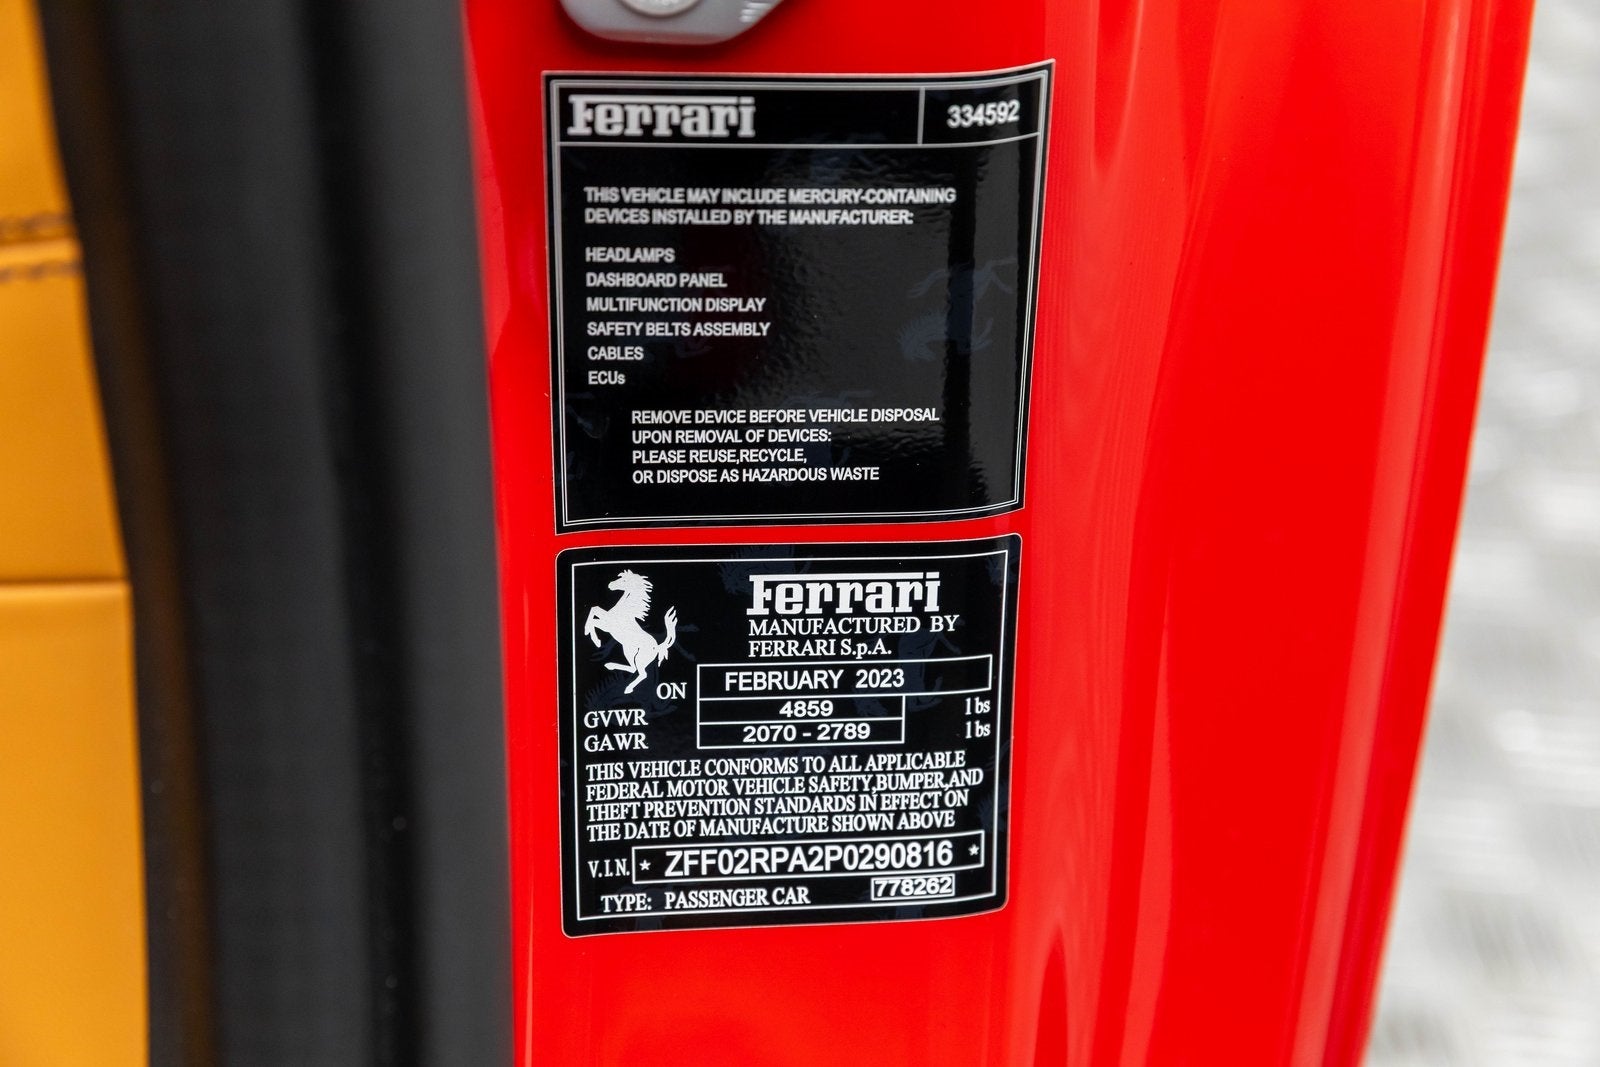 Ferrari 334592
THIS VEHICLE MAY INCLUDE MERCURY-CONTAINING
DEVICES INSTALLED BY THE MANUFACTURER:
HEADLAMPS
DASHBOARD PANEL
MULTIFUNCTION DISPLAY
SAFETY BELTS ASSEMBLY
CABLES
ECUs
REMOVE DEVICE BEFORE VEHICLE DISPOSAL
UPON REMOVAL OF DEVICES:
PLEASE REUSE,RECYCLE,
OR DISPOSE AS HAZARDOUS WASTE
Ferrari
MANUFACTURED BY
FERRARI S.p.A.
ON FEBRUARY 2023
GVWR 4859 lbs
GAWR 2070 - 2789 lbs
THIS VEHICLE CONFORMS TO ALL APPLICABLE
FEDERAL MOTOR VEHICLE SAFETY,BUMPER,AND
THEFT PREVENTION STANDARDS IN EFFECT ON
THE DATE OF MANUFACTURE SHOWN ABOVE
V.I.N. * ZFF02RPA2P0290816 *
TYPE: PASSENGER CAR 778262